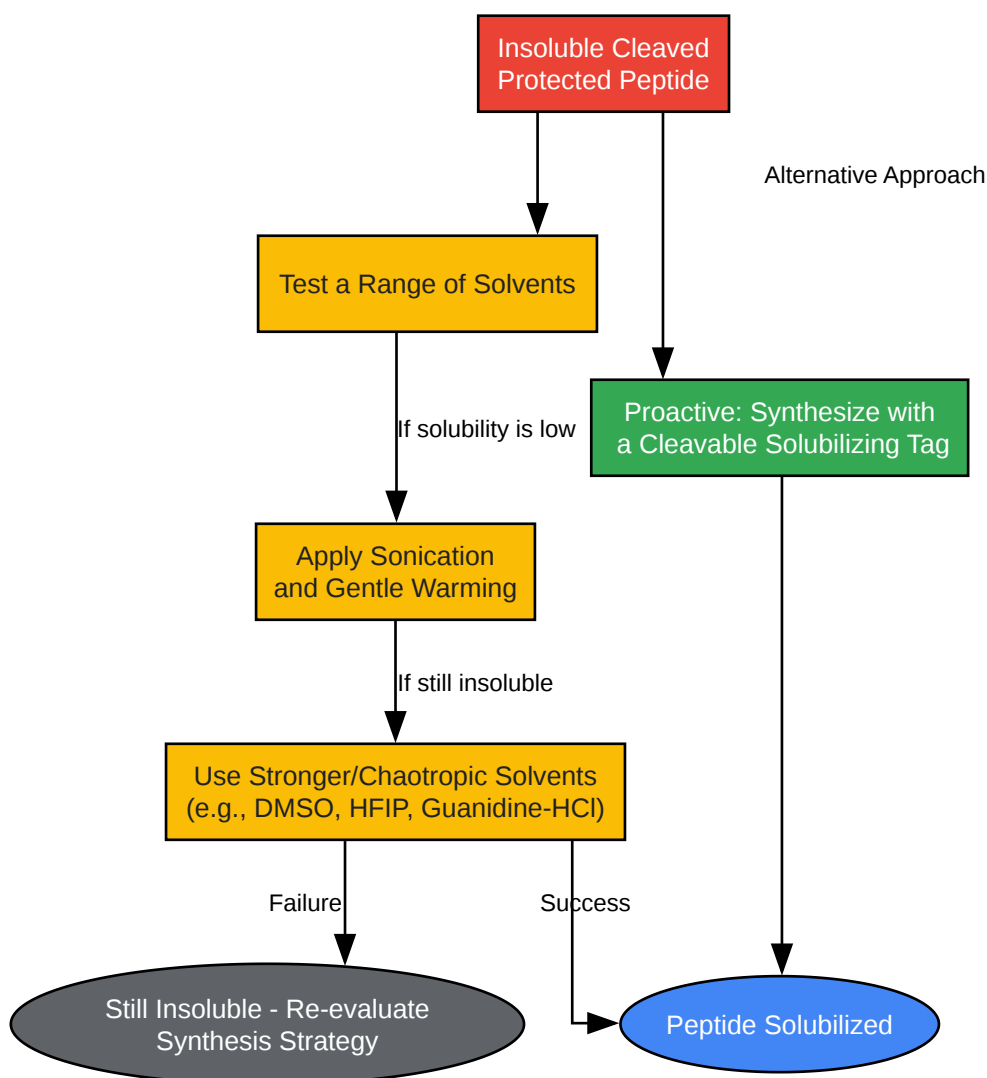 Insoluble Cleaved
Protected Peptide
Alternative Approach
Test a Range of Solvents
Proactive: Synthesize with
a Cleavable Solubilizing Tag
If solubility is low
Apply Sonication
and Gentle Warming
If still insoluble
Use Stronger/Chaotropic Solvents
(e.g., DMSO, HFIP, Guanidine-HCl)
Failure
Success
Still Insoluble - Re-evaluate
Synthesis Strategy
Peptide Solubilized